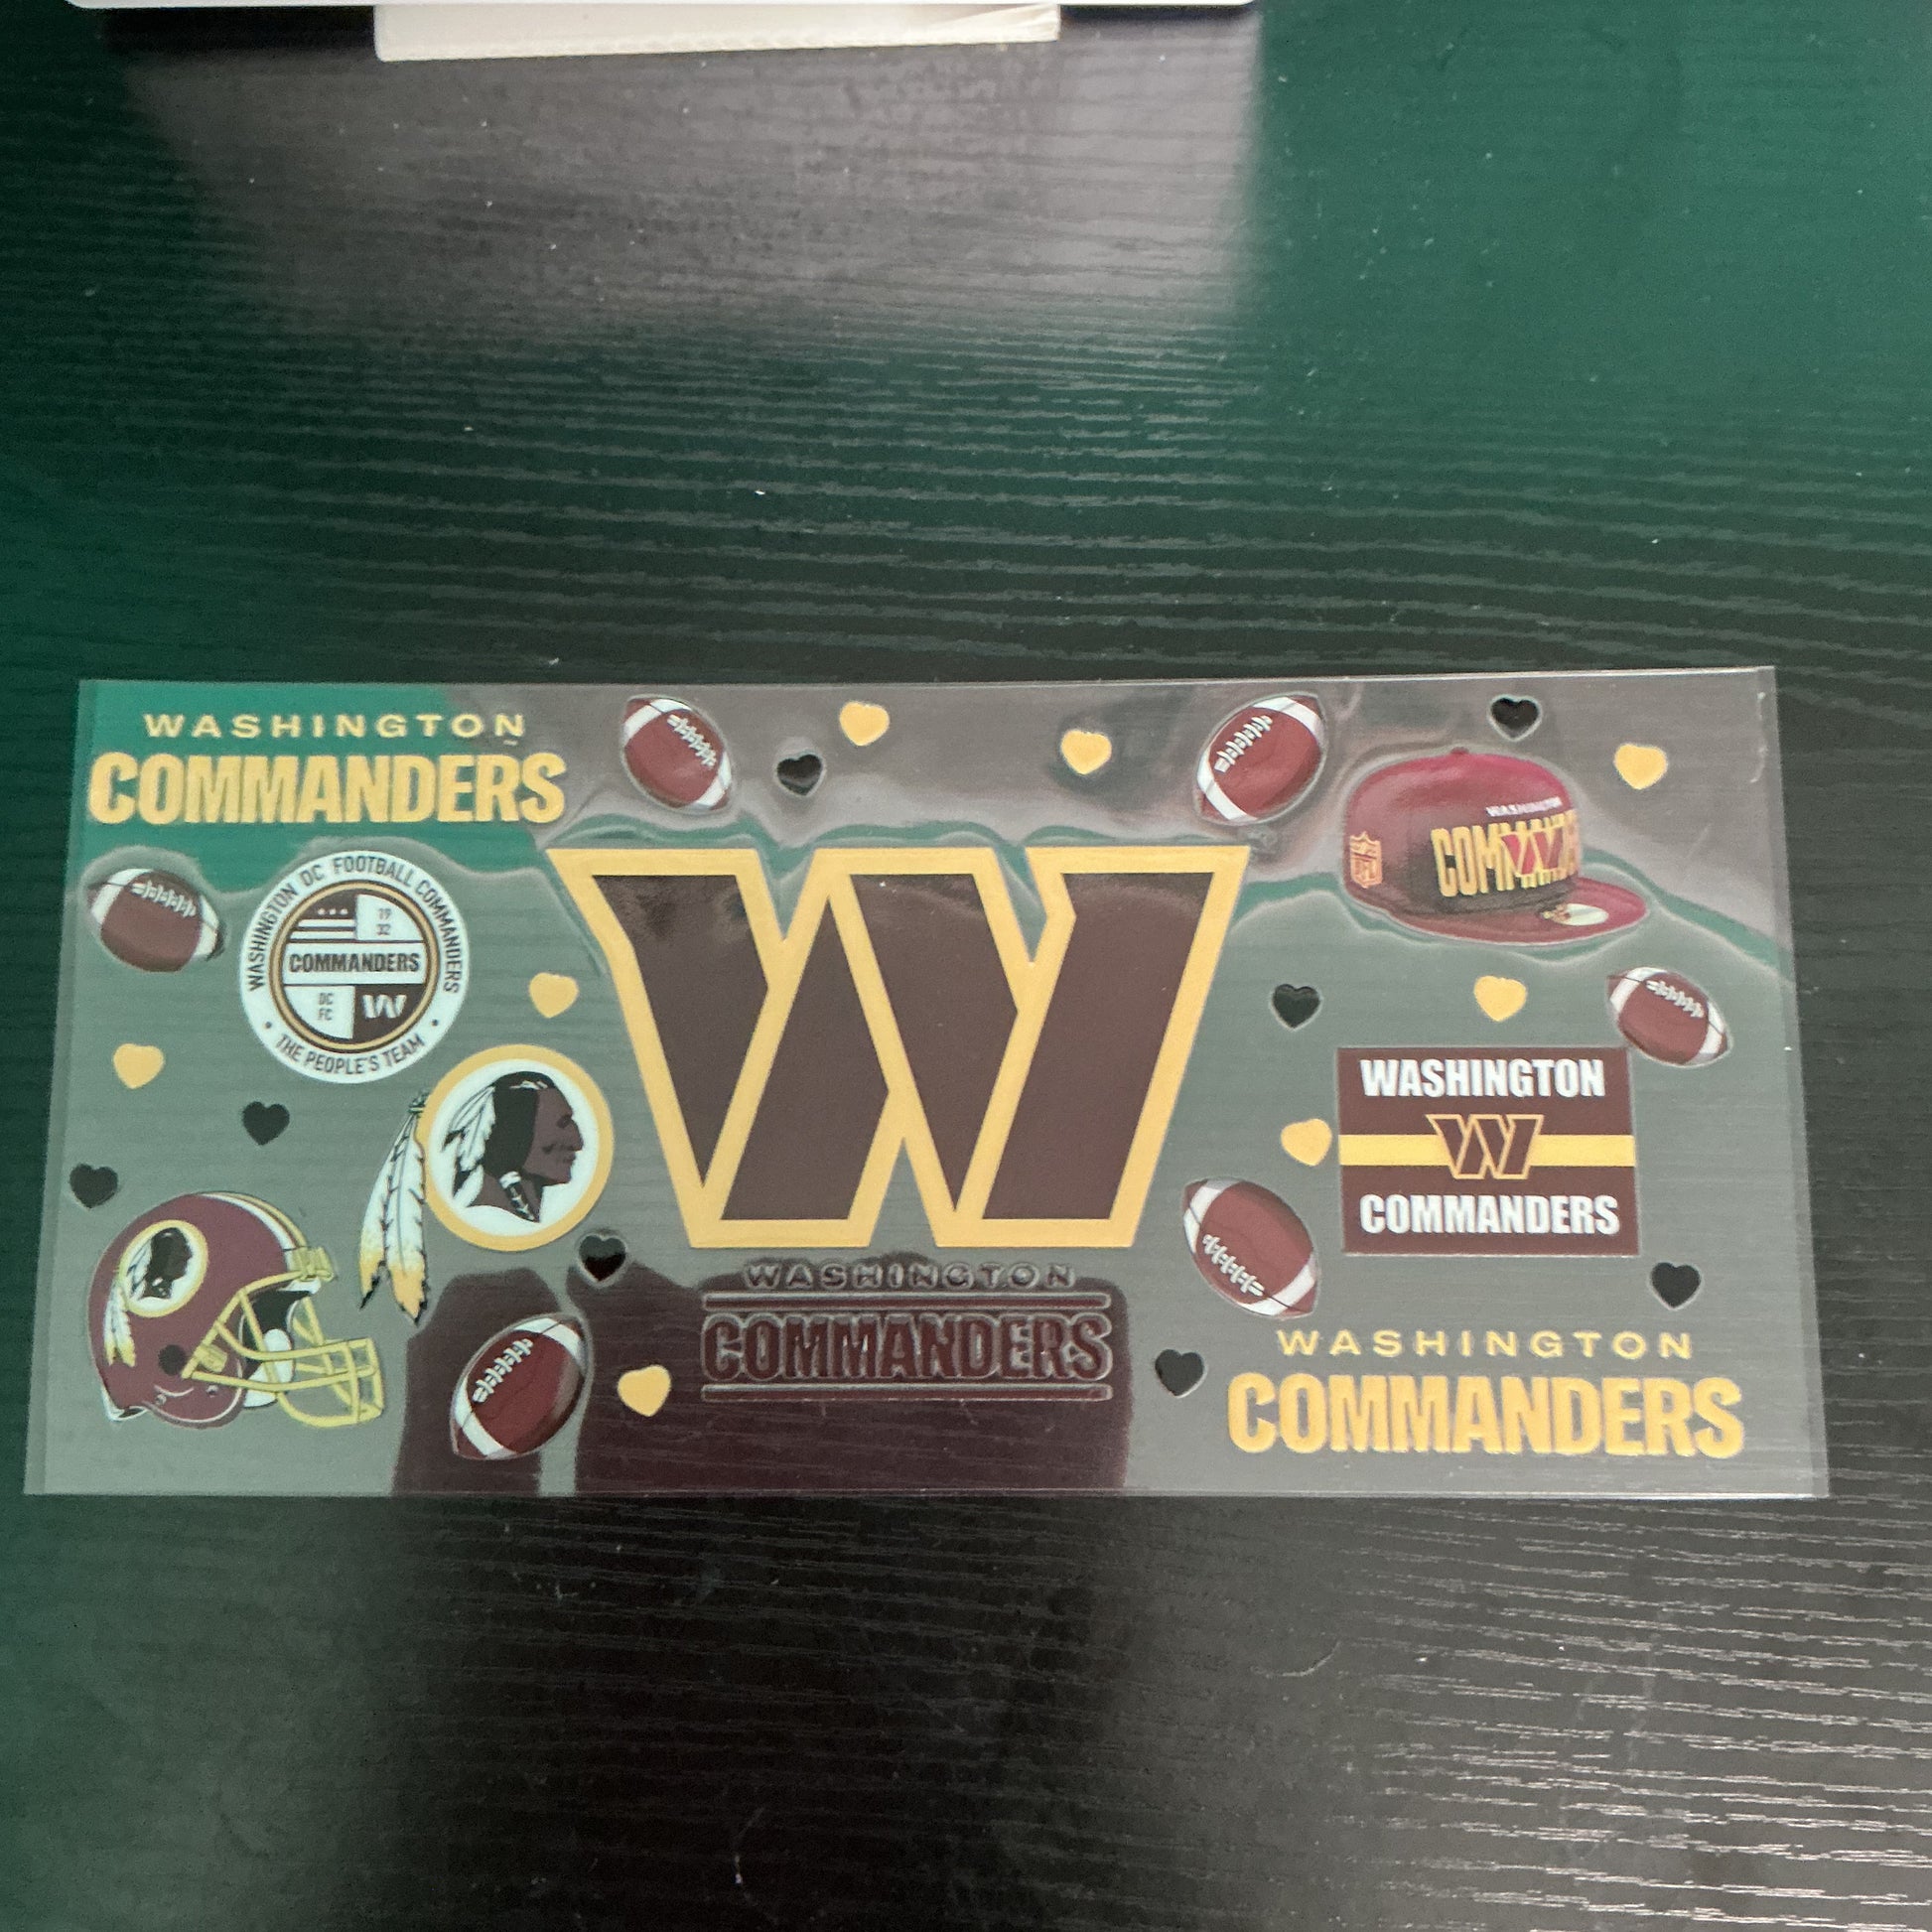 WASHINGTON
COMMANDERS
WASHINGTON DC FOOTBALL COMMANDERS
19
32
COMMANDERS
DC
FC
W
• THE PEOPLE'S TEAM •
W
WASHINGTON
COMMANDERS
WASHINGTON
NFL
WASHINGTON
W
COMMANDERS
WASHINGTON
COMMANDERS